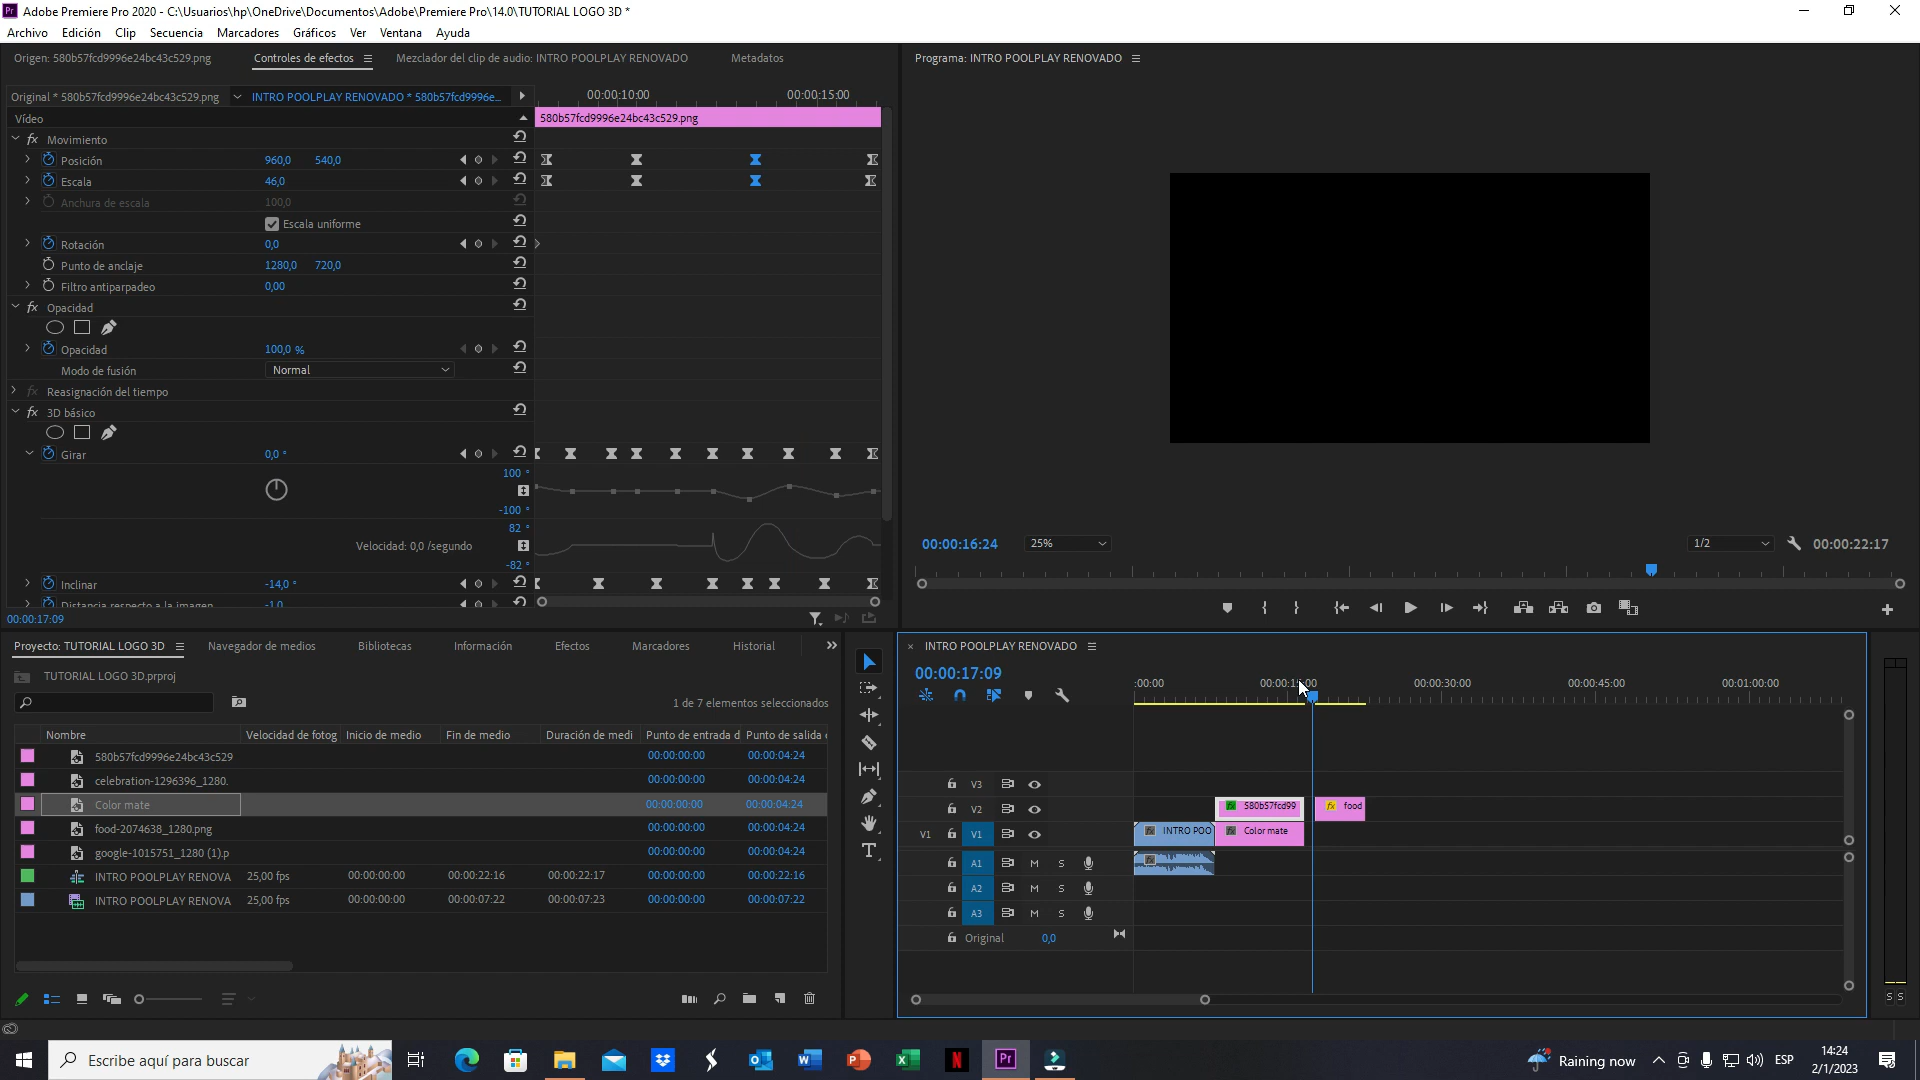 Adobe Premiere Pro 2020 - C:\Usuarios\hp\OneDrive\Documentos\Adobe\Premiere Pro\14.0\TUTORIAL LOGO 3D *
Archivo Edición Clip Secuencia Marcadores Gráficos Ver Ventana Ayuda
Origen: 580b57fcd9996e24bc43c529.png Controles de efectos Mezclador del clip de audio: INTRO POOLPLAY RENOVADO Metadatos
Original * 580b57fcd9996e24bc43c529.png INTRO POOLPLAY RENOVADO * 580b57fcd9996e...
00:00:10:00 00:00:15:00
Vídeo
580b57fcd9996e24bc43c529.png
fx Movimiento
Posición 960,0 540,0
Escala 46,0
Anchura de escala 100,0
Escala uniforme
Rotación 0,0
Punto de anclaje 1280,0 720,0
Filtro antiparpadeo 0,00
fx Opacidad
Opacidad 100,0 %
Modo de fusión Normal
fx Reasignación del tiempo
fx 3D básico
Girar 0,0 °
100 °
-100 °
82 °
Velocidad: 0,0 /segundo
-82 °
Inclinar -14,0 °
Distancia respecto a la imagen -1,0
00:00:17:09
Programa: INTRO POOLPLAY RENOVADO
00:00:16:24 25% 1/2 00:00:22:17
Proyecto: TUTORIAL LOGO 3D Navegador de medios Bibliotecas Información Efectos Marcadores Historial
TUTORIAL LOGO 3D.prproj
1 de 7 elementos seleccionados
Nombre Velocidad de fotog Inicio de medio Fin de medio Duración de medi Punto de entrada d Punto de salida
580b57fcd9996e24bc43c529 00:00:00:00 00:00:04:24
celebration-1296396_1280. 00:00:00:00 00:00:04:24
Color mate 00:00:00:00 00:00:04:24
food-2074638_1280.png 00:00:00:00 00:00:04:24
google-1015751_1280 (1).p 00:00:00:00 00:00:04:24
INTRO POOLPLAY RENOVA 25,00 fps 00:00:00:00 00:00:22:16 00:00:22:17 00:00:00:00 00:00:22:16
INTRO POOLPLAY RENOVA 25,00 fps 00:00:00:00 00:00:07:22 00:00:07:23 00:00:00:00 00:00:07:22
× INTRO POOLPLAY RENOVADO
00:00:17:09
:00:00 00:00:30:00 00:00:45:00 00:01:00:00
V3
V2 fx 580b57fcd99 fx food
V1 V1 fx INTRO POO fx Color mate
A1 M S
A2 M S
A3 M S
Original 0,0
S S
Escribe aquí para buscar
Raining now ESP 14:24
2/1/2023